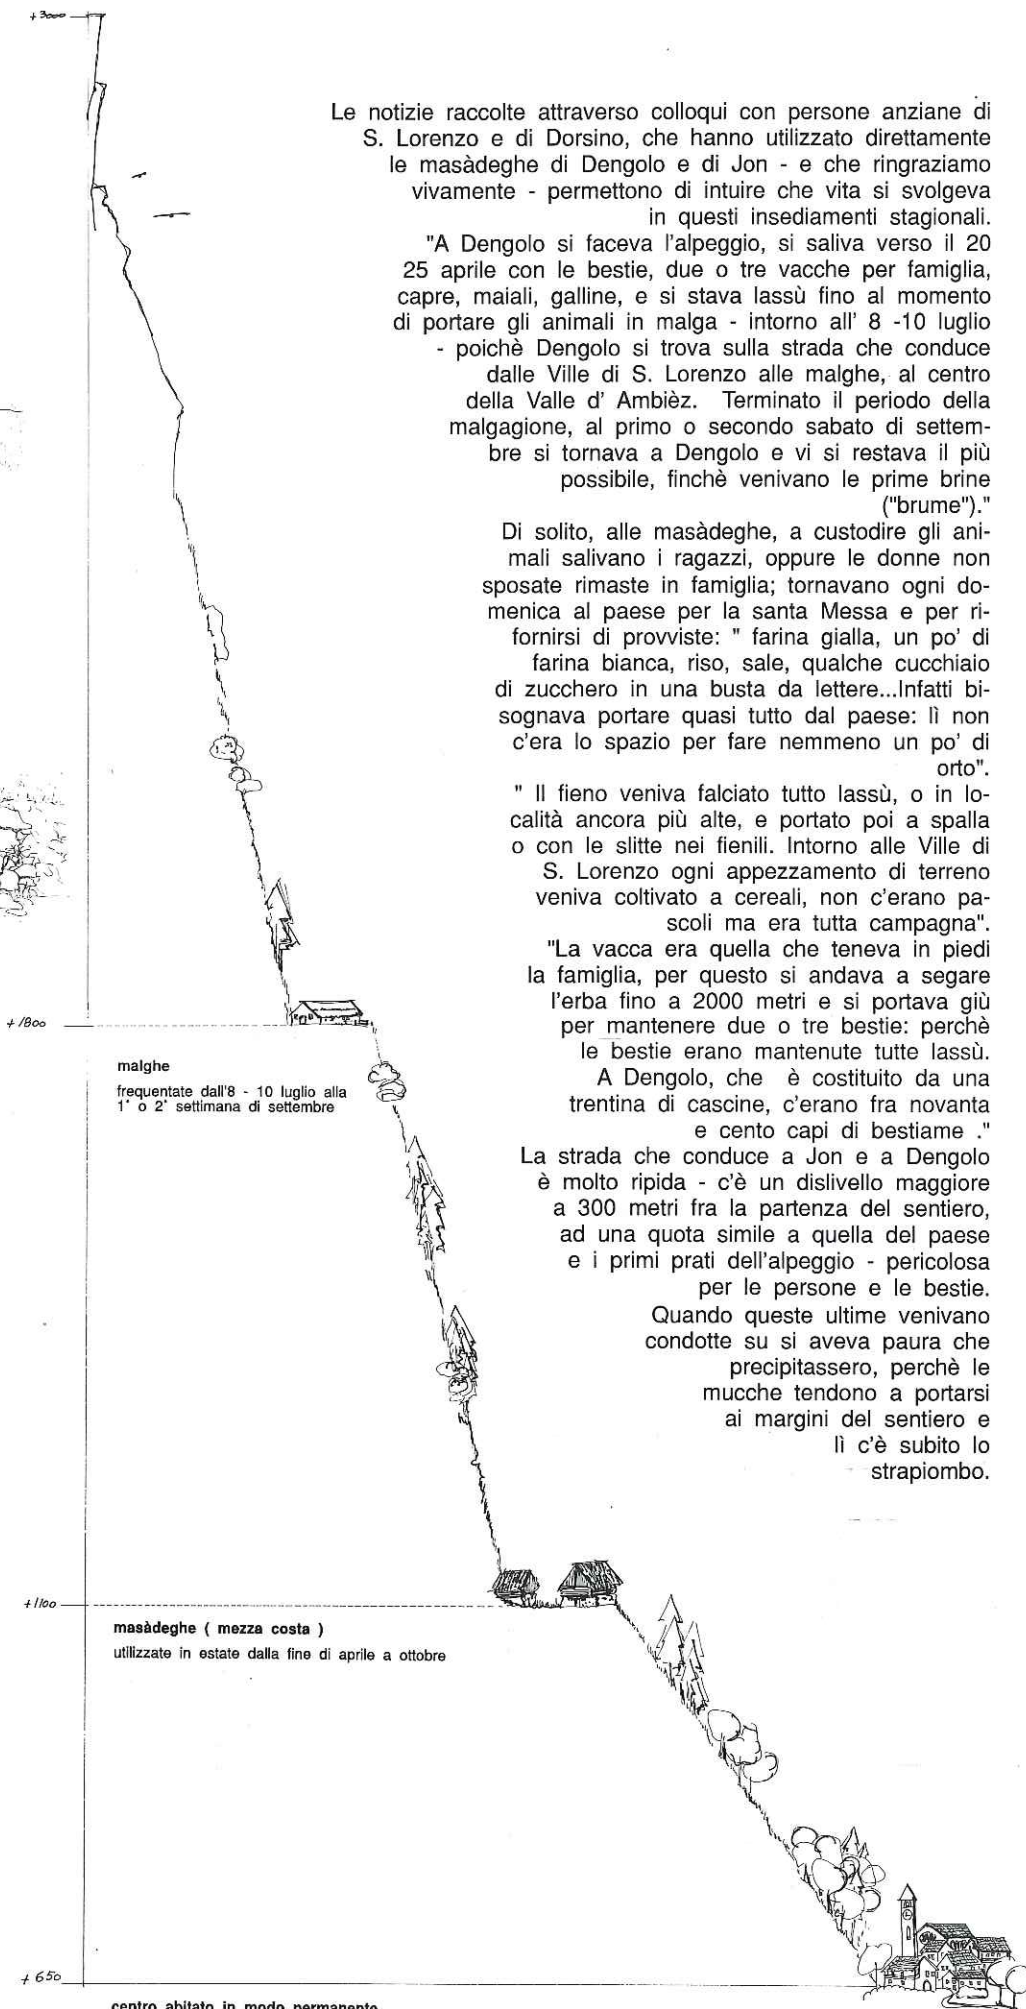 +3000
Le notizie raccolte attraverso colloqui con persone anziane di
S. Lorenzo e di Dorsino, che hanno utilizzato direttamente
le masàdeghe di Dengolo e di Jon - e che ringraziamo
vivamente - permettono di intuire che vita si svolgeva
in questi insediamenti stagionali.
"A Dengolo si faceva l'alpeggio, si saliva verso il 20
25 aprile con le bestie, due o tre vacche per famiglia,
capre, maiali, galline, e si stava lassù fino al momento
di portare gli animali in malga - intorno all' 8 -10 luglio
- poichè Dengolo si trova sulla strada che conduce
dalle Ville di S. Lorenzo alle malghe, al centro
della Valle d' Ambièz. Terminato il periodo della
malgagione, al primo o secondo sabato di settem-
bre si tornava a Dengolo e vi si restava il più
possibile, finchè venivano le prime brine
("brume")."
Di solito, alle masàdeghe, a custodire gli ani-
mali salivano i ragazzi, oppure le donne non
sposate rimaste in famiglia; tornavano ogni do-
menica al paese per la santa Messa e per ri-
fornirsi di provviste: " farina gialla, un po' di
farina bianca, riso, sale, qualche cucchiaio
di zucchero in una busta da lettere...Infatti bi-
sognava portare quasi tutto dal paese: lì non
c'era lo spazio per fare nemmeno un po' di
orto".
" Il fieno veniva falciato tutto lassù, o in lo-
calità ancora più alte, e portato poi a spalla
o con le slitte nei fienili. Intorno alle Ville di
S. Lorenzo ogni appezzamento di terreno
veniva coltivato a cereali, non c'erano pa-
scoli ma era tutta campagna".
"La vacca era quella che teneva in piedi
la famiglia, per questo si andava a segare
l'erba fino a 2000 metri e si portava giù
per mantenere due o tre bestie: perchè
le bestie erano mantenute tutte lassù.
A Dengolo, che è costituito da una
trentina di cascine, c'erano fra novanta
e cento capi di bestiame ."
La strada che conduce a Jon e a Dengolo
è molto ripida - c'è un dislivello maggiore
a 300 metri fra la partenza del sentiero,
ad una quota simile a quella del paese
e i primi prati dell'alpeggio - pericolosa
per le persone e le bestie.
Quando queste ultime venivano
condotte su si aveva paura che
precipitassero, perchè le
mucche tendono a portarsi
ai margini del sentiero e
lì c'è subito lo
strapiombo.
+1800
malghe
frequentate dall'8 - 10 luglio alla
1° o 2° settimana di settembre
+1100
masàdeghe ( mezza costa )
utilizzate in estate dalla fine di aprile a ottobre
+650
centro abitato in modo permanente